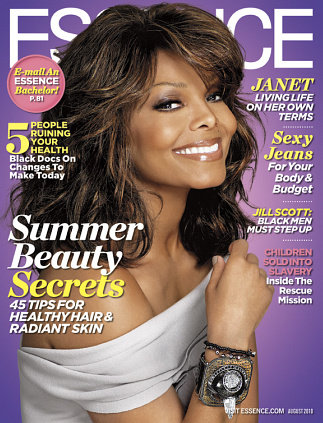 ESSENCE
E-mail An
ESSENCE
Bachelor!
P.81
JANET
LIVING LIFE
ON HER OWN
TERMS
5 PEOPLE
RUINING
YOUR
HEALTH
Black Docs On
Changes To
Make Today
Sexy
Jeans
For Your
Body &
Budget
JILL SCOTT:
BLACK MEN
MUST STEP UP
Summer
Beauty
Secrets
45 TIPS FOR
HEALTHY HAIR &
RADIANT SKIN
CHILDREN
SOLD INTO
SLAVERY
Inside The
Rescue
Mission
VISIT ESSENCE.COM AUGUST 2010